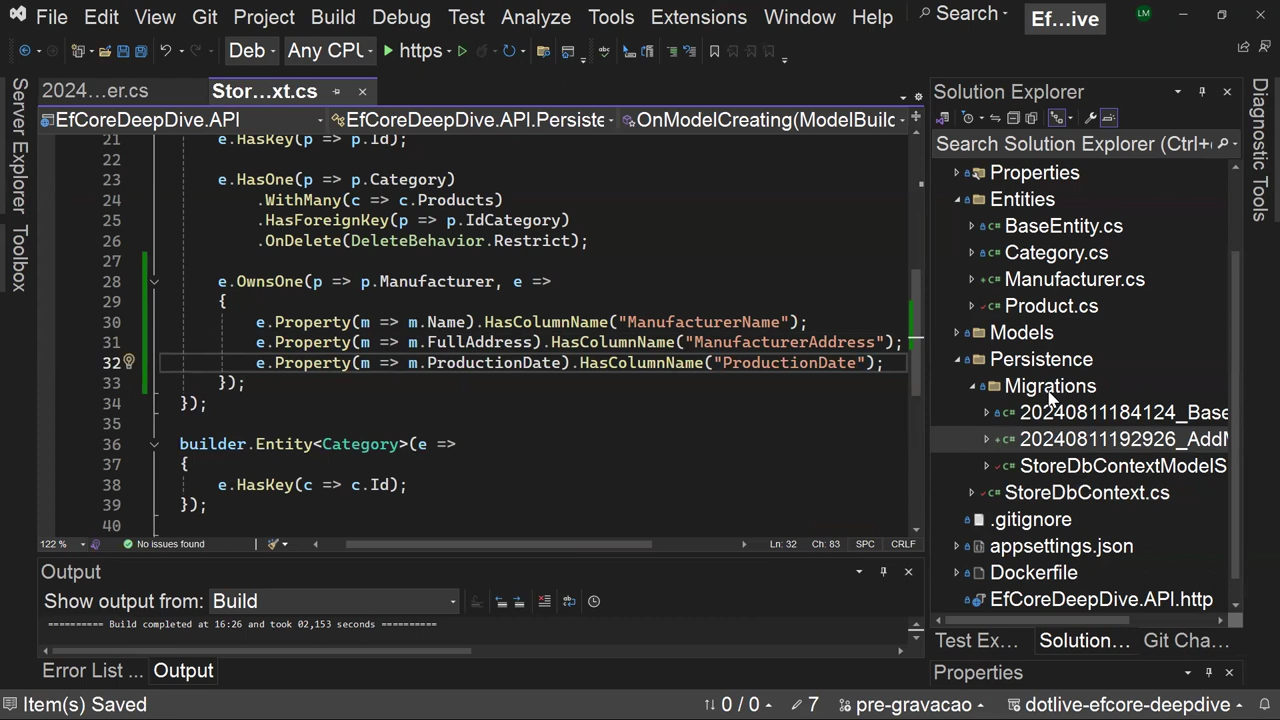 File Edit View Git Project Build Debug Test Analyze Tools Extensions Window Help Search Ef...ive LM
Deb Any CPU https
Server Explorer
Toolbox
2024...er.cs Stor...xt.cs
EfCoreDeepDive.API EfCoreDeepDive.API.Persiste OnModelCreating(ModelBuilc
21 e.HasKey(p => p.Id);
22
23 e.HasOne(p => p.Category)
24 .WithMany(c => c.Products)
25 .HasForeignKey(p => p.IdCategory)
26 .OnDelete(DeleteBehavior.Restrict);
27
28 e.OwnsOne(p => p.Manufacturer, e =>
29 {
30 e.Property(m => m.Name).HasColumnName("ManufacturerName");
31 e.Property(m => m.FullAddress).HasColumnName("ManufacturerAddress");
32 e.Property(m => m.ProductionDate).HasColumnName("ProductionDate");
33 });
34 });
35
36 builder.Entity<Category>(e =>
37 {
38 e.HasKey(c => c.Id);
39 });
40
122 % No issues found Ln: 32 Ch: 83 SPC CRLF
Output
Show output from: Build
========== Build completed at 16:26 and took 02,153 seconds ==========
Error List ... Output
Solution Explorer
Search Solution Explorer (Ctrl+
Properties
Entities
BaseEntity.cs
Category.cs
Manufacturer.cs
Product.cs
Models
Persistence
Migrations
20240811184124_Base
20240811192926_AddM
StoreDbContextModelS
StoreDbContext.cs
.gitignore
appsettings.json
Dockerfile
EfCoreDeepDive.API.http
Test Ex... Solution... Git Cha...
Properties
Diagnostic Tools
Item(s) Saved 0 / 0 7 pre-gravacao dotlive-efcore-deepdive